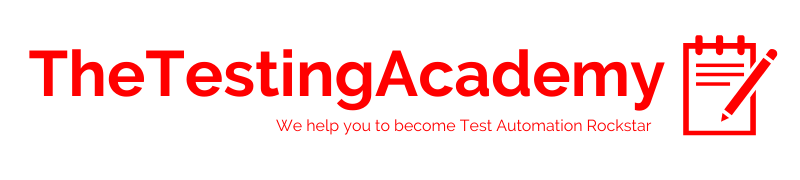 TheTestingAcademy
We help you to become Test Automation Rockstar